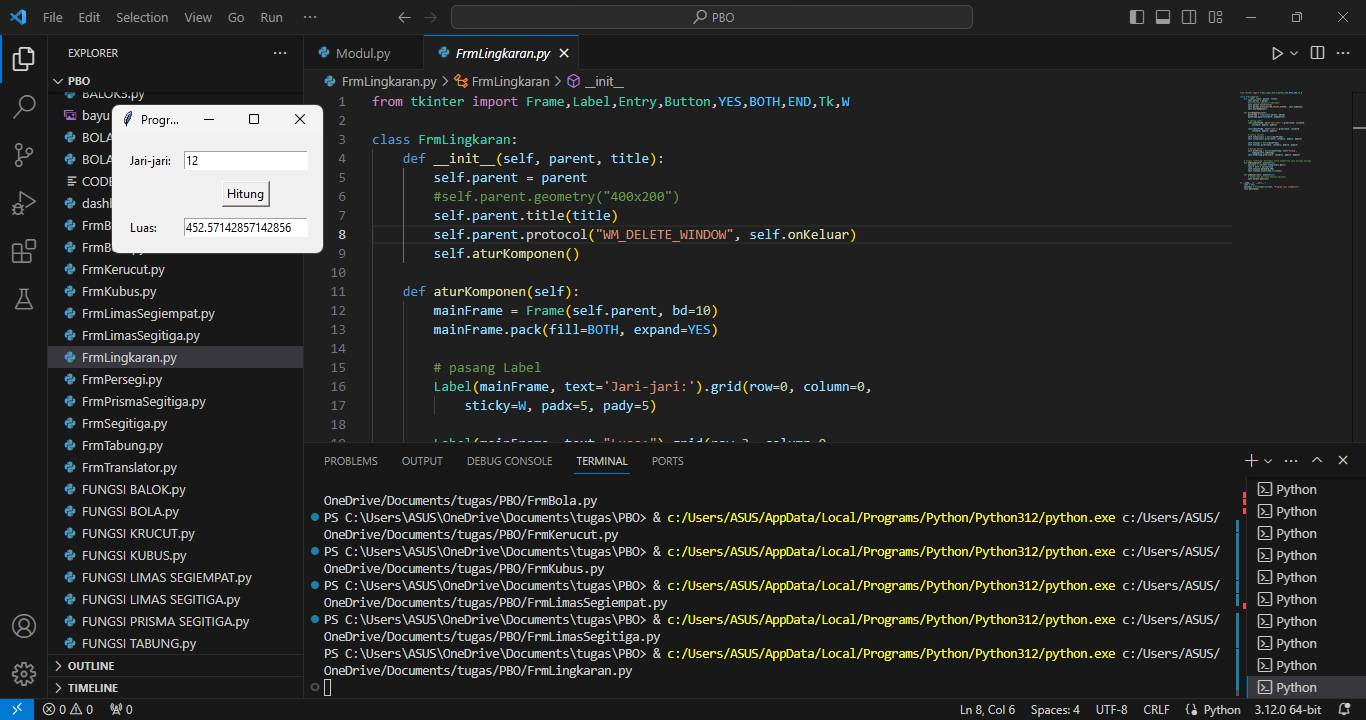 File Edit Selection View Go Run ···
PBO
EXPLORER ···
PBO
BALOK3.py
bayu
BOLA
BOLA
CODE
dashl
FrmB
FrmB
FrmKerucut.py
FrmKubus.py
FrmLimasSegiempat.py
FrmLimasSegitiga.py
FrmLingkaran.py
FrmPersegi.py
FrmPrismaSegitiga.py
FrmSegitiga.py
FrmTabung.py
FrmTranslator.py
FUNGSI BALOK.py
FUNGSI BOLA.py
FUNGSI KRUCUT.py
FUNGSI KUBUS.py
FUNGSI LIMAS SEGIEMPAT.py
FUNGSI LIMAS SEGITIGA.py
FUNGSI PRISMA SEGITIGA.py
FUNGSI TABUNG.py
OUTLINE
TIMELINE
Progr...
Jari-jari: 12
Hitung
Luas: 452.57142857142856
Modul.py FrmLingkaran.py
FrmLingkaran.py > FrmLingkaran > __init__
1 from tkinter import Frame,Label,Entry,Button,YES,BOTH,END,Tk,W
2
3 class FrmLingkaran:
4 def __init__(self, parent, title):
5 self.parent = parent
6 #self.parent.geometry("400x200")
7 self.parent.title(title)
8 self.parent.protocol("WM_DELETE_WINDOW", self.onKeluar)
9 self.aturKomponen()
10
11 def aturKomponen(self):
12 mainFrame = Frame(self.parent, bd=10)
13 mainFrame.pack(fill=BOTH, expand=YES)
14
15 # pasang Label
16 Label(mainFrame, text='Jari-jari:').grid(row=0, column=0,
17 sticky=W, padx=5, pady=5)
18
19 Label(mainFrame, text="Luas:").grid(row=2, column=0,
PROBLEMS OUTPUT DEBUG CONSOLE TERMINAL PORTS
OneDrive/Documents/tugas/PBO/FrmBola.py
PS C:\Users\ASUS\OneDrive\Documents\tugas\PBO> & c:/Users/ASUS/AppData/Local/Programs/Python/Python312/python.exe c:/Users/ASUS/
OneDrive/Documents/tugas/PBO/FrmKerucut.py
PS C:\Users\ASUS\OneDrive\Documents\tugas\PBO> & c:/Users/ASUS/AppData/Local/Programs/Python/Python312/python.exe c:/Users/ASUS/
OneDrive/Documents/tugas/PBO/FrmKubus.py
PS C:\Users\ASUS\OneDrive\Documents\tugas\PBO> & c:/Users/ASUS/AppData/Local/Programs/Python/Python312/python.exe c:/Users/ASUS/
OneDrive/Documents/tugas/PBO/FrmLimasSegiempat.py
PS C:\Users\ASUS\OneDrive\Documents\tugas\PBO> & c:/Users/ASUS/AppData/Local/Programs/Python/Python312/python.exe c:/Users/ASUS/
OneDrive/Documents/tugas/PBO/FrmLimasSegitiga.py
PS C:\Users\ASUS\OneDrive\Documents\tugas\PBO> & c:/Users/ASUS/AppData/Local/Programs/Python/Python312/python.exe c:/Users/ASUS/
OneDrive/Documents/tugas/PBO/FrmLingkaran.py
Python
Python
Python
Python
Python
Python
Python
Python
Python
Python
0 0 0
Ln 8, Col 6 Spaces: 4 UTF-8 CRLF Python 3.12.0 64-bit